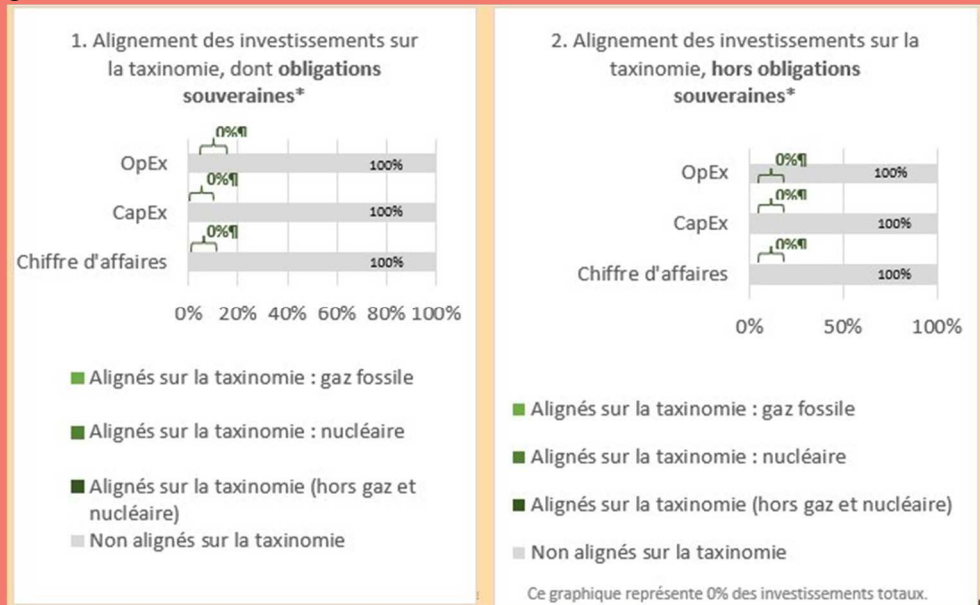 1. Alignement des investissements sur
la taxinomie, dont obligations
souveraines*
0%¶
OpEx
100%
0%¶
CapEx
100%
0%¶
Chiffre d'affaires
100%
0% 20% 40% 60% 80% 100%
Alignés sur la taxinomie : gaz fossile
Alignés sur la taxinomie : nucléaire
Alignés sur la taxinomie (hors gaz et
nucléaire)
Non alignés sur la taxinomie
2. Alignement des investissements sur la
taxinomie, hors obligations
souveraines*
0%¶
OpEx
100%
0%¶
CapEx
100%
0%¶
Chiffre d'affaires
100%
0% 50% 100%
Alignés sur la taxinomie : gaz fossile
Alignés sur la taxinomie : nucléaire
Alignés sur la taxinomie (hors gaz et nucléaire)
Non alignés sur la taxinomie
Ce graphique représente 0% des investissements totaux.